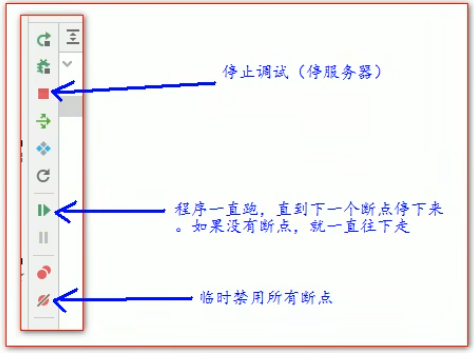 停止调试（停服务器）
程序一直跑，直到下一个断点停下来
。如果没有断点，就一直往下走
临时禁用所有断点